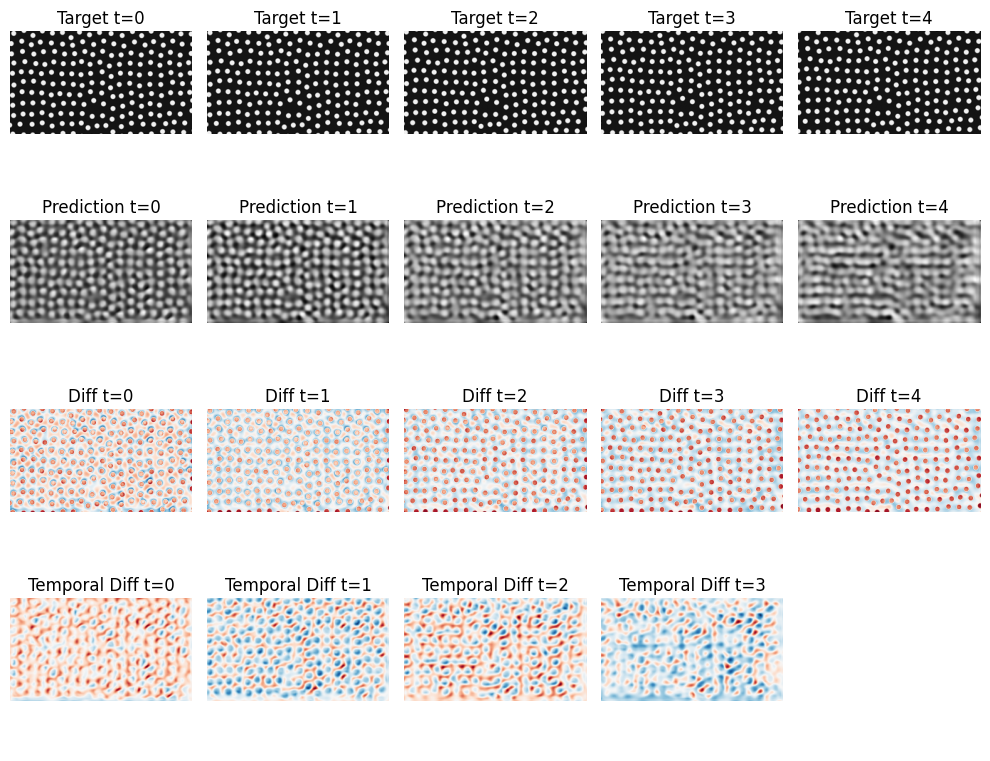 Target t=0 Target t=1 Target t=2 Target t=3 Target t=4
Prediction t=0 Prediction t=1 Prediction t=2 Prediction t=3 Prediction t=4
Diff t=0 Diff t=1 Diff t=2 Diff t=3 Diff t=4
Temporal Diff t=0 Temporal Diff t=1 Temporal Diff t=2 Temporal Diff t=3